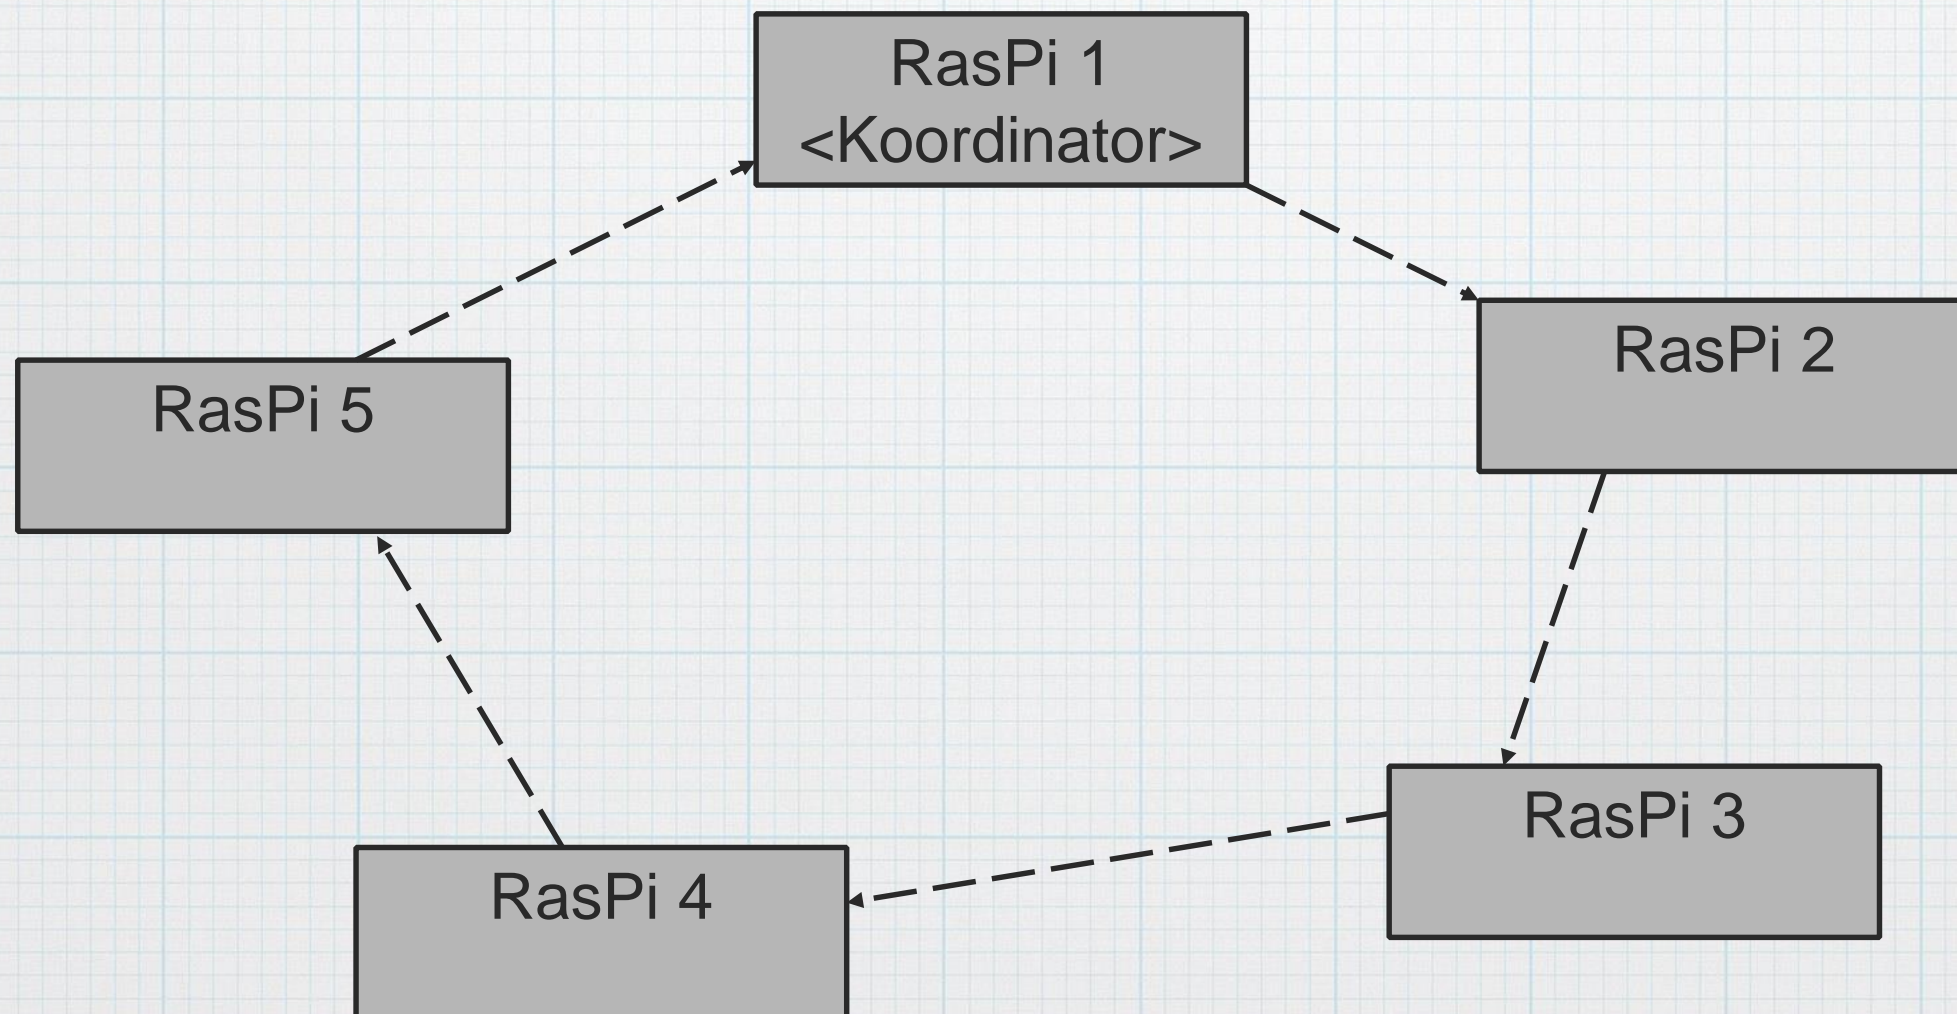 RasPi 1
<Koordinator>
RasPi 2
RasPi 5
RasPi 3
RasPi 4